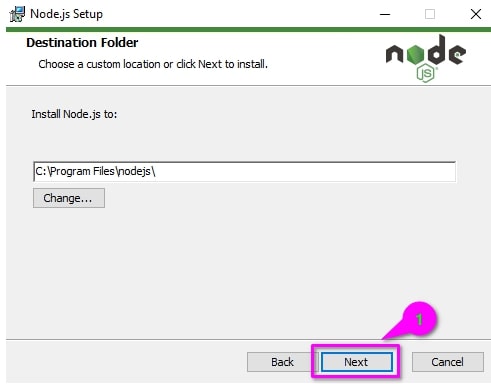 Node.js Setup
Destination Folder
Choose a custom location or click Next to install.
node
JS
Install Node.js to:
C:\Program Files\nodejs\
Change...
1
Back
Next
Cancel